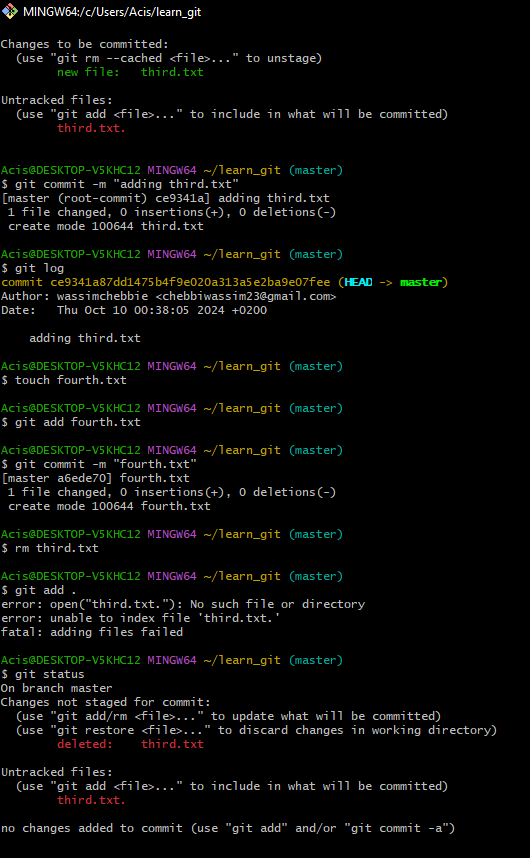 MINGW64:/c/Users/Acis/learn_git
Changes to be committed:
  (use "git rm --cached <file>..." to unstage)
        new file:   third.txt
Untracked files:
  (use "git add <file>..." to include in what will be committed)
        third.txt.
Acis@DESKTOP-V5KHC12 MINGW64 ~/learn_git (master)
$ git commit -m "adding third.txt"
[master (root-commit) ce9341a] adding third.txt
 1 file changed, 0 insertions(+), 0 deletions(-)
 create mode 100644 third.txt
Acis@DESKTOP-V5KHC12 MINGW64 ~/learn_git (master)
$ git log
commit ce9341a87dd1475b4f9e020a313a5e2ba9e07fee (HEAD -> master)
Author: wassimchebbie <chebbiwassim23@gmail.com>
Date:   Thu Oct 10 00:38:05 2024 +0200
    adding third.txt
Acis@DESKTOP-V5KHC12 MINGW64 ~/learn_git (master)
$ touch fourth.txt
Acis@DESKTOP-V5KHC12 MINGW64 ~/learn_git (master)
$ git add fourth.txt
Acis@DESKTOP-V5KHC12 MINGW64 ~/learn_git (master)
$ git commit -m "fourth.txt"
[master a6ede70] fourth.txt
 1 file changed, 0 insertions(+), 0 deletions(-)
 create mode 100644 fourth.txt
Acis@DESKTOP-V5KHC12 MINGW64 ~/learn_git (master)
$ rm third.txt
Acis@DESKTOP-V5KHC12 MINGW64 ~/learn_git (master)
$ git add .
error: open("third.txt."): No such file or directory
error: unable to index file 'third.txt.'
fatal: adding files failed
Acis@DESKTOP-V5KHC12 MINGW64 ~/learn_git (master)
$ git status
On branch master
Changes not staged for commit:
  (use "git add/rm <file>..." to update what will be committed)
  (use "git restore <file>..." to discard changes in working directory)
        deleted:    third.txt
Untracked files:
  (use "git add <file>..." to include in what will be committed)
        third.txt.
no changes added to commit (use "git add" and/or "git commit -a")